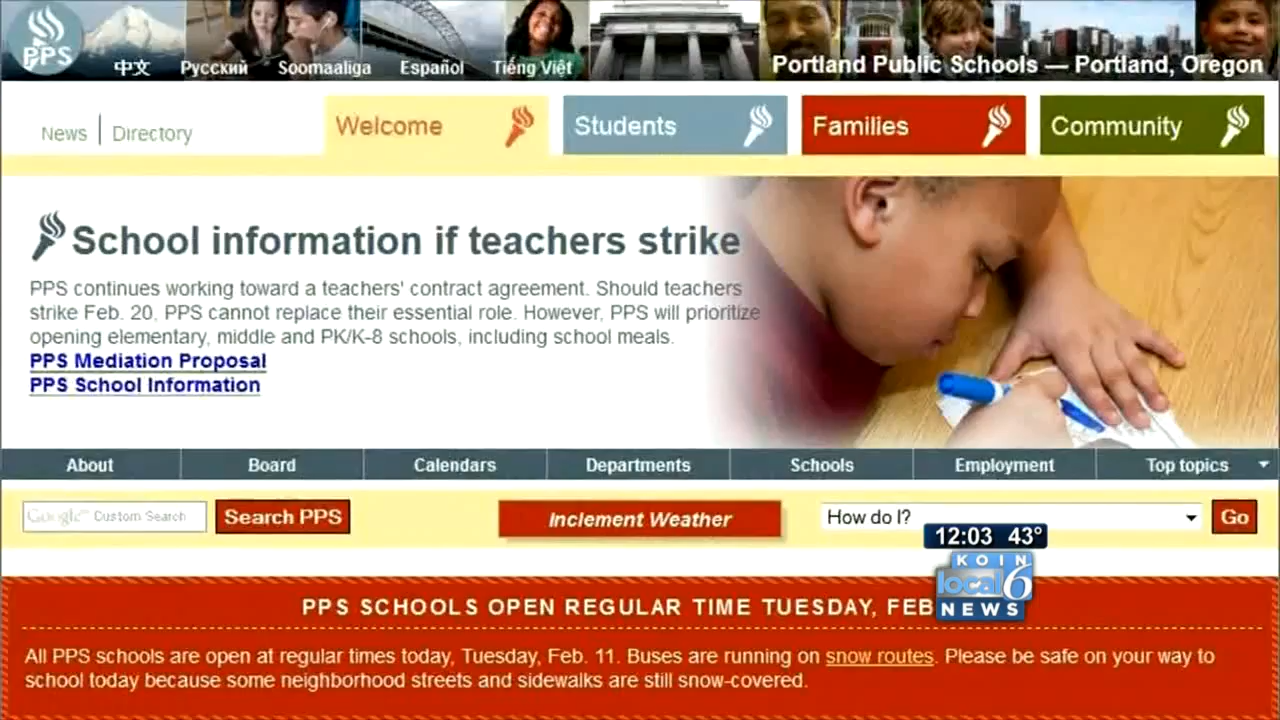 PPS
中文
Русский
Soomaaliga
Español
Tiếng Việt
Portland Public Schools — Portland, Oregon
News
Directory
Welcome
Students
Families
Community
School information if teachers strike
PPS continues working toward a teachers' contract agreement. Should teachers
strike Feb. 20, PPS cannot replace their essential role. However, PPS will prioritize
opening elementary, middle and PK/K-8 schools, including school meals.
PPS Mediation Proposal
PPS School Information
About
Board
Calendars
Departments
Schools
Employment
Top topics
Google™ Custom Search
Search PPS
Inclement Weather
How do I?
Go
12:03 43°
KOIN
local 6
NEWS
PPS SCHOOLS OPEN REGULAR TIME TUESDAY, FEB
All PPS schools are open at regular times today, Tuesday, Feb. 11. Buses are running on snow routes. Please be safe on your way to
school today because some neighborhood streets and sidewalks are still snow-covered.